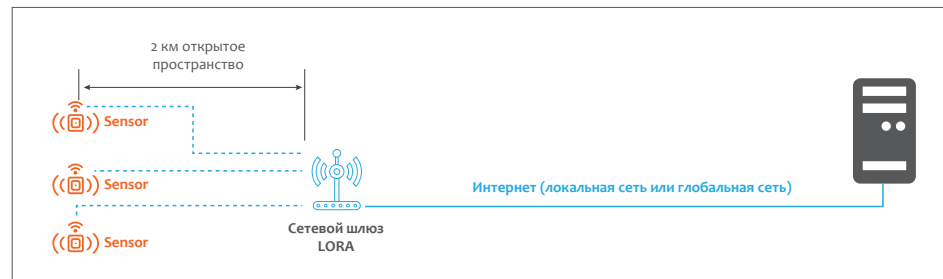 2 км открытое
пространство
Sensor
Sensor
Sensor
Интернет (локальная сеть или глобальная сеть)
Сетевой шлюз
LORA